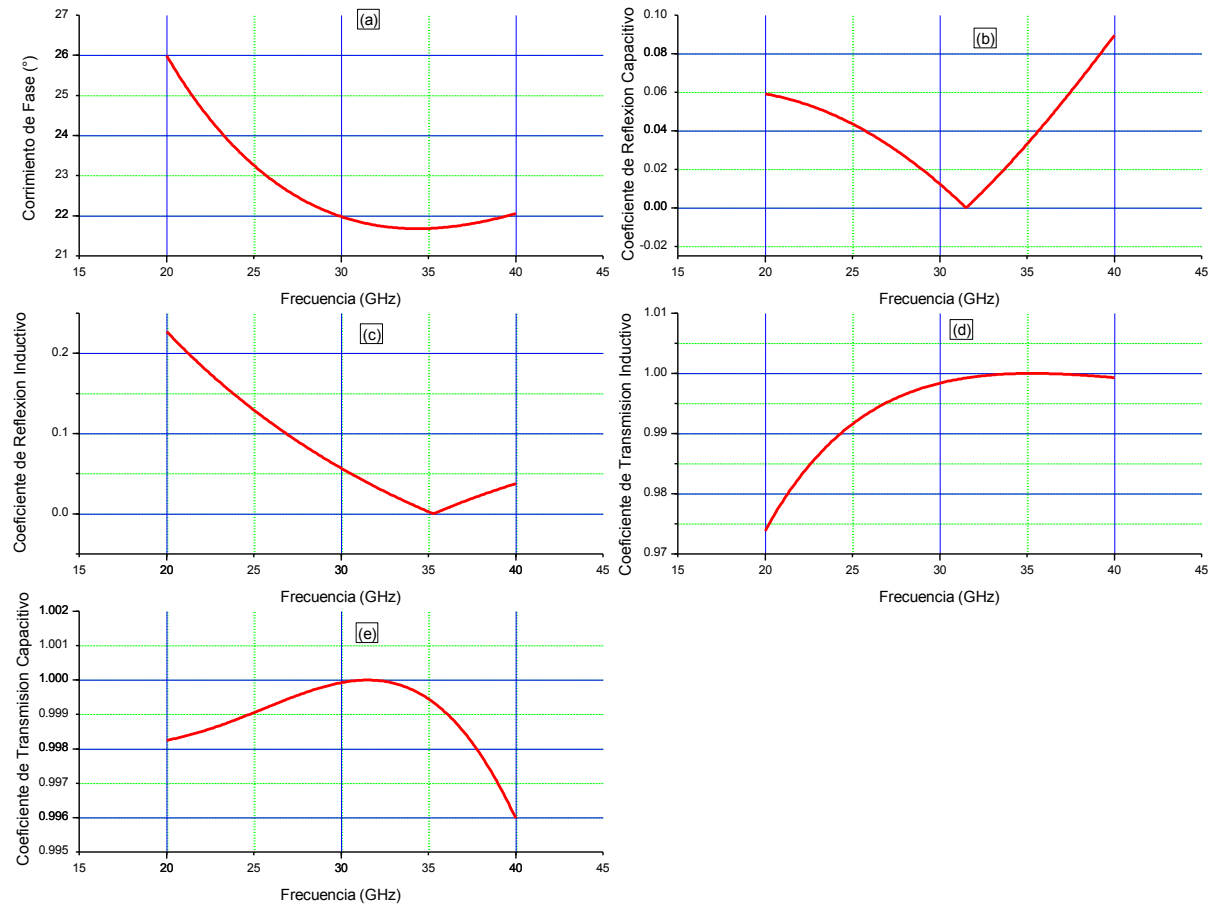 (a)
Corrimiento de Fase (°)
27
26
25
24
23
22
21
15 20 25 30 35 40 45
Frecuencia (GHz)
(b)
Coeficiente de Reflexion Capacitivo
0.10
0.08
0.06
0.04
0.02
0.00
-0.02
15 20 25 30 35 40 45
Frecuencia (GHz)
(c)
Coeficiente de Reflexion Inductivo
0.2
0.1
0.0
15 20 25 30 35 40 45
Frecuencia (GHz)
(d)
Coeficiente de Transmision Inductivo
1.01
1.00
0.99
0.98
0.97
15 20 25 30 35 40 45
Frecuencia (GHz)
(e)
Coeficiente de Transmision Capacitivo
1.002
1.001
1.000
0.999
0.998
0.997
0.996
0.995
15 20 25 30 35 40 45
Frecuencia (GHz)